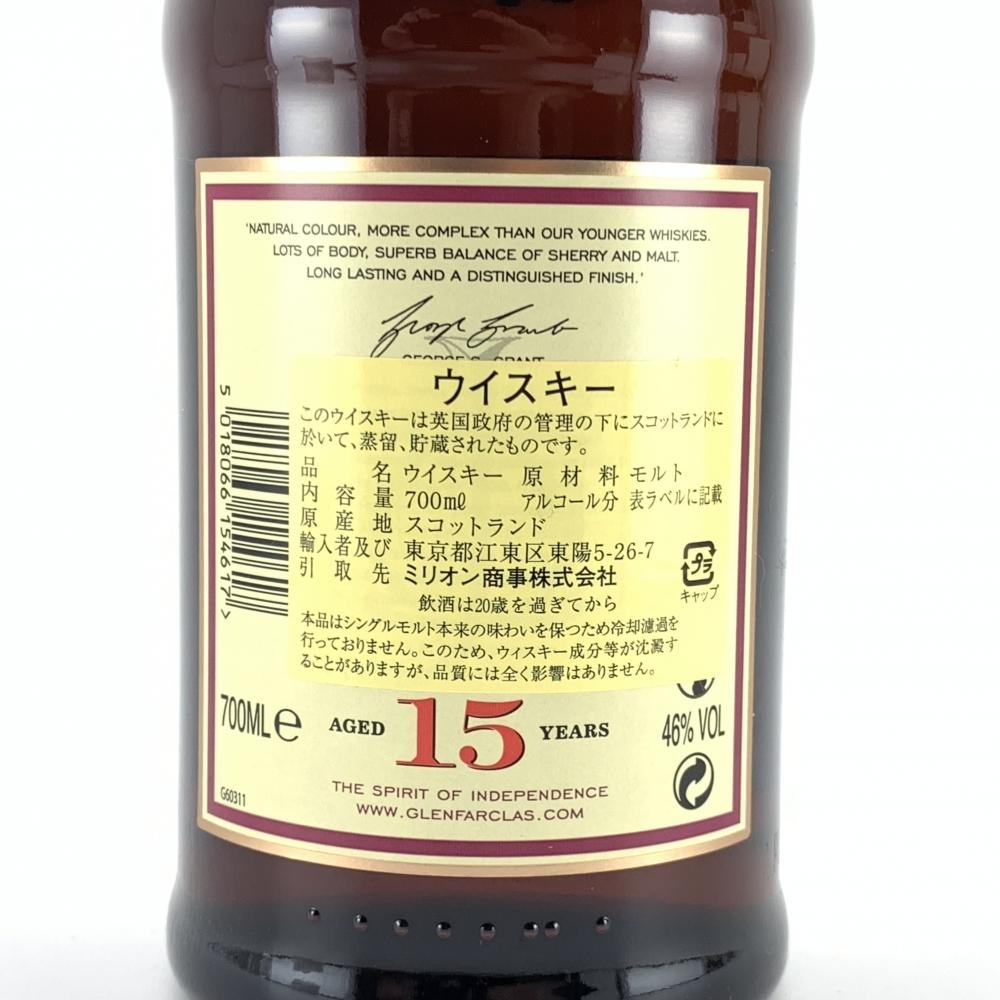 'NATURAL COLOUR, MORE COMPLEX THAN OUR YOUNGER WHISKIES.
LOTS OF BODY, SUPERB BALANCE OF SHERRY AND MALT.
LONG LASTING AND A DISTINGUISHED FINISH.'
George Grant
GEORGE S. GRANT
ウイスキー
このウイスキーは英国政府の管理の下にスコットランドに
於いて、蒸留、貯蔵されたものです。
品 名 ウイスキー 原材料 モルト
内容量 700mℓ アルコール分 表ラベルに記載
原産地 スコットランド
輸入者及び 東京都江東区東陽5-26-7
引取先 ミリオン商事株式会社
プラ
キャップ
飲酒は20歳を過ぎてから
本品はシングルモルト本来の味わいを保つため冷却濾過を
行っておりません。このため、ウィスキー成分等が沈澱す
ることがありますが、品質には全く影響はありません。
5 018066 154617 >
700ML e
AGED 15 YEARS
46% VOL
THE SPIRIT OF INDEPENDENCE
WWW.GLENFARCLAS.COM
G60311